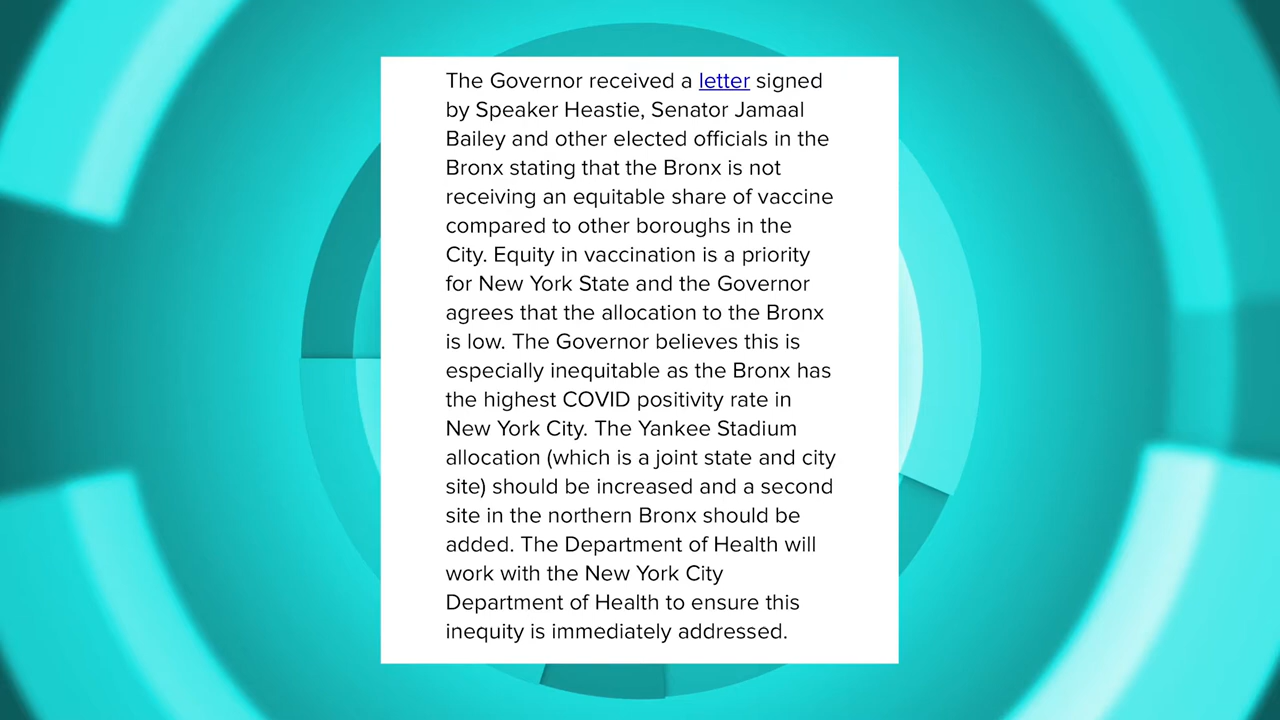 The Governor received a letter signed
by Speaker Heastie, Senator Jamaal
Bailey and other elected officials in the
Bronx stating that the Bronx is not
receiving an equitable share of vaccine
compared to other boroughs in the
City. Equity in vaccination is a priority
for New York State and the Governor
agrees that the allocation to the Bronx
is low. The Governor believes this is
especially inequitable as the Bronx has
the highest COVID positivity rate in
New York City. The Yankee Stadium
allocation (which is a joint state and city
site) should be increased and a second
site in the northern Bronx should be
added. The Department of Health will
work with the New York City
Department of Health to ensure this
inequity is immediately addressed.